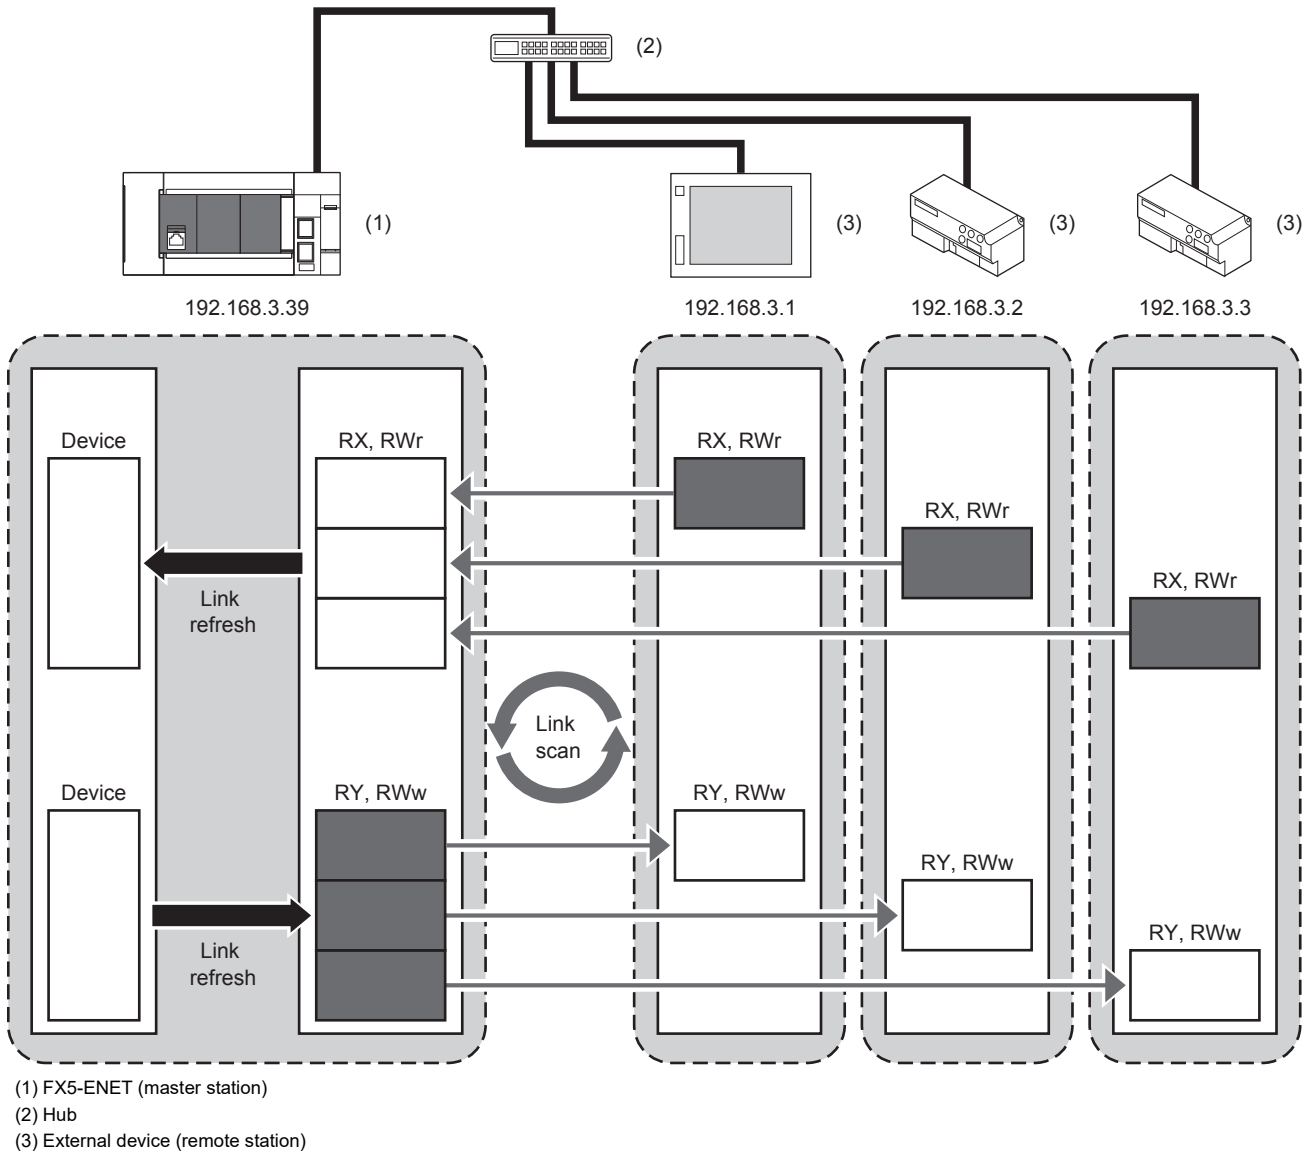 (2)
(1)
(3)
(3)
(3)
192.168.3.39
192.168.3.1
192.168.3.2
192.168.3.3
Device
RX, RWr
RX, RWr
RX, RWr
RX, RWr
Link
refresh
Link
scan
Device
RY, RWw
RY, RWw
RY, RWw
RY, RWw
Link
refresh
(1) FX5-ENET (master station)
(2) Hub
(3) External device (remote station)